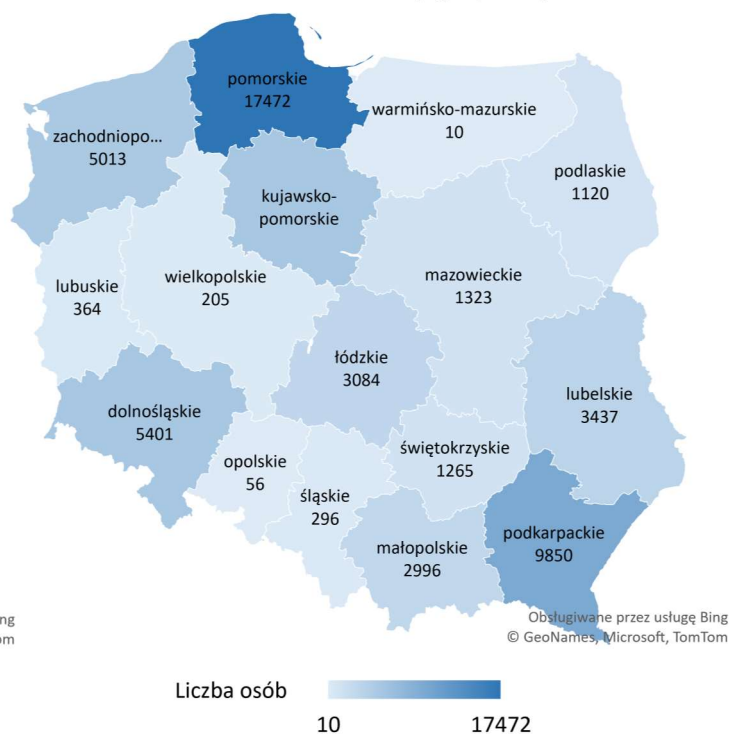 pomorskie
17472
warmińsko-mazurskie
10
zachodniopo...
5013
podlaskie
1120
kujawsko-
pomorskie
mazowieckie
1323
wielkopolskie
205
lubuskie
364
łódzkie
3084
lubelskie
3437
dolnośląskie
5401
świętokrzyskie
1265
opolskie
56
śląskie
296
podkarpackie
9850
małopolskie
2996
Obsługiwane przez usługę Bing
© GeoNames, Microsoft, TomTom
Liczba osób
10
17472